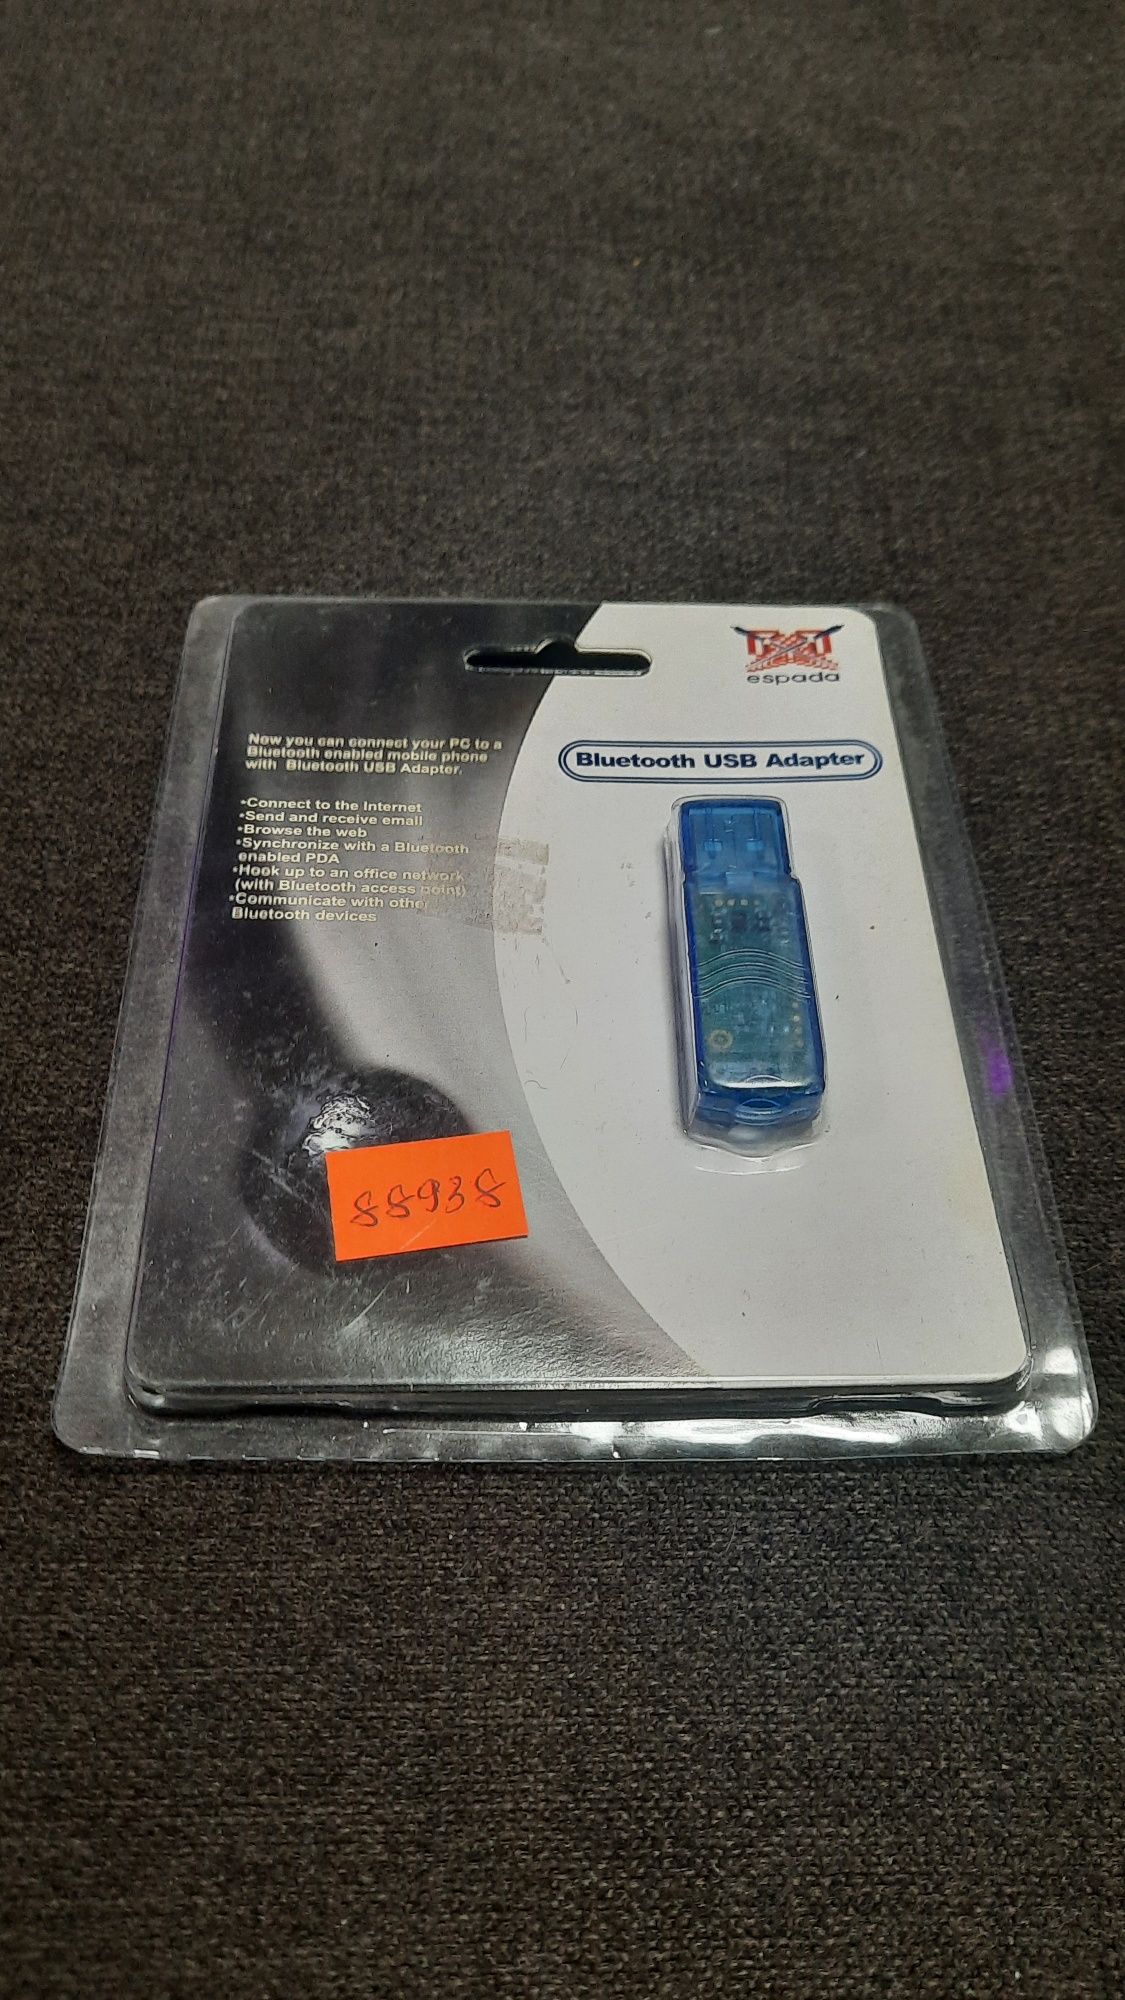 espada
Bluetooth USB Adapter
Now you can connect your PC to a
Bluetooth enabled mobile phone
with Bluetooth USB Adapter.
•Connect to the Internet
•Send and receive email
•Browse the web
•Synchronize with a Bluetooth
enabled PDA
•Hook up to an office network
(with Bluetooth access point)
•Communicate with other
Bluetooth devices
88938